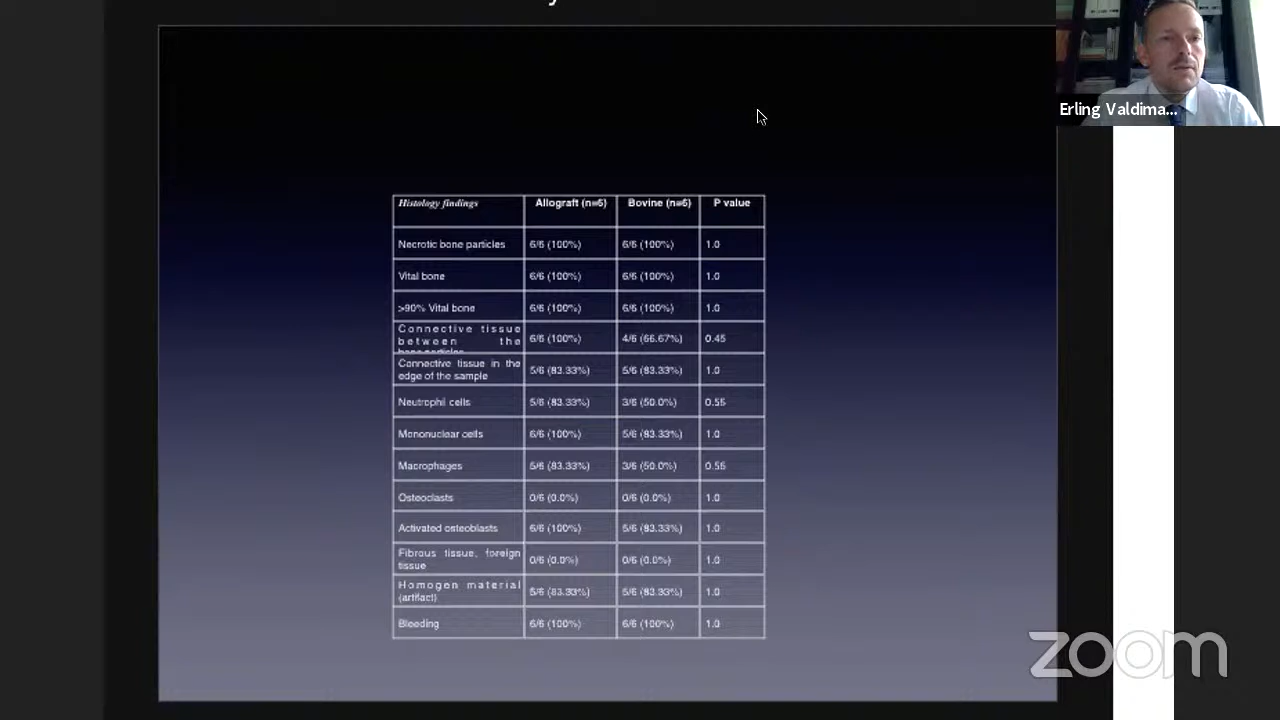 Erling Valdima...
Histology findings Allograft (n=6) Bovine (n=6) P value
Necrotic bone particles 6/6 (100%) 6/6 (100%) 1.0
Vital bone 6/6 (100%) 6/6 (100%) 1.0
>90% Vital bone 6/6 (100%) 6/6 (100%) 1.0
Connective tissue
between the
bone particles 6/6 (100%) 4/6 (66.67%) 0.45
Connective tissue in the
edge of the sample 5/6 (83.33%) 5/6 (83.33%) 1.0
Neutrophil cells 5/6 (83.33%) 3/6 (50.0%) 0.55
Mononuclear cells 6/6 (100%) 5/6 (83.33%) 1.0
Macrophages 5/6 (83.33%) 3/6 (50.0%) 0.55
Osteoclasts 0/6 (0.0%) 0/6 (0.0%) 1.0
Activated osteoblasts 6/6 (100%) 5/6 (83.33%) 1.0
Fibrous tissue, foreign
tissue 0/6 (0.0%) 0/6 (0.0%) 1.0
Homogen material
(artifact) 5/6 (83.33%) 5/6 (83.33%) 1.0
Bleeding 6/6 (100%) 6/6 (100%) 1.0
zoom